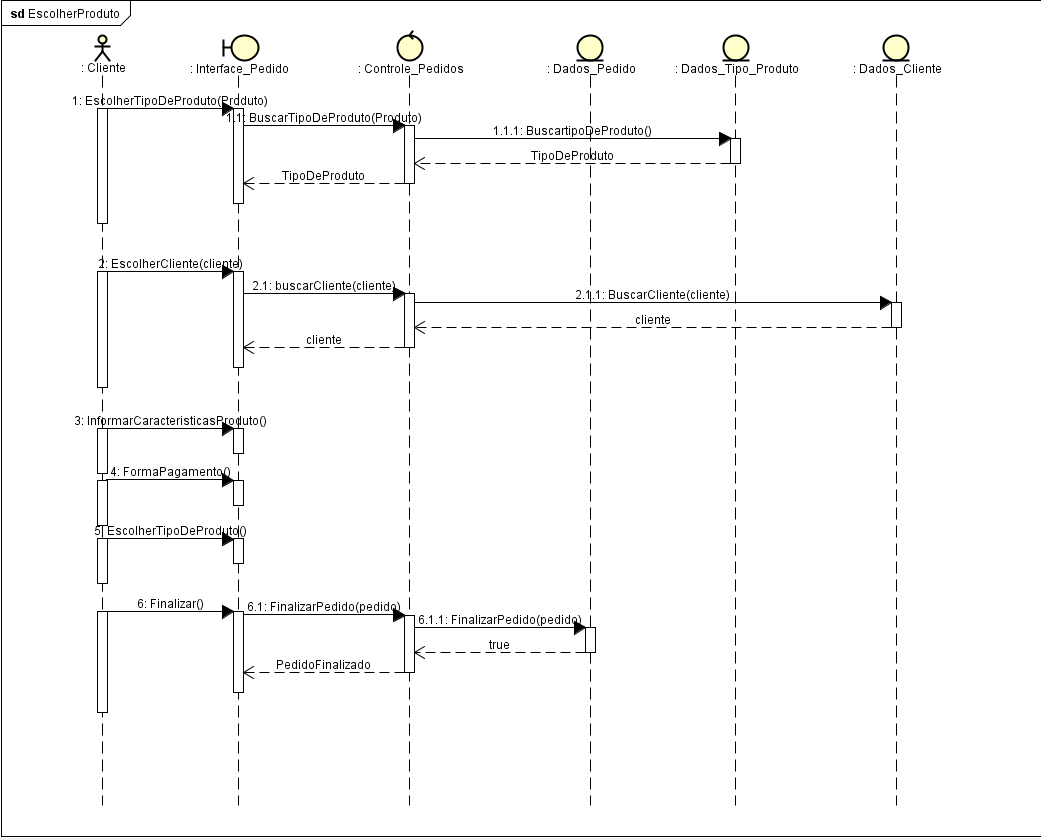 sd EscolherProduto
: Cliente
: Interface_Pedido
: Controle_Pedidos
: Dados_Pedido
: Dados_Tipo_Produto
: Dados_Cliente
1: EscolherTipoDeProduto(Produto)
1.1: BuscarTipoDeProduto(Produto)
1.1.1: BuscartipoDeProduto()
TipoDeProduto
TipoDeProduto
2: EscolherCliente(cliente)
2.1: buscarCliente(cliente)
2.1.1: BuscarCliente(cliente)
cliente
cliente
3: InformarCaracteristicasProduto()
4: FormaPagamento()
5: EscolherTipoDeProduto()
6: Finalizar()
6.1: FinalizarPedido(pedido)
6.1.1: FinalizarPedido(pedido)
true
PedidoFinalizado